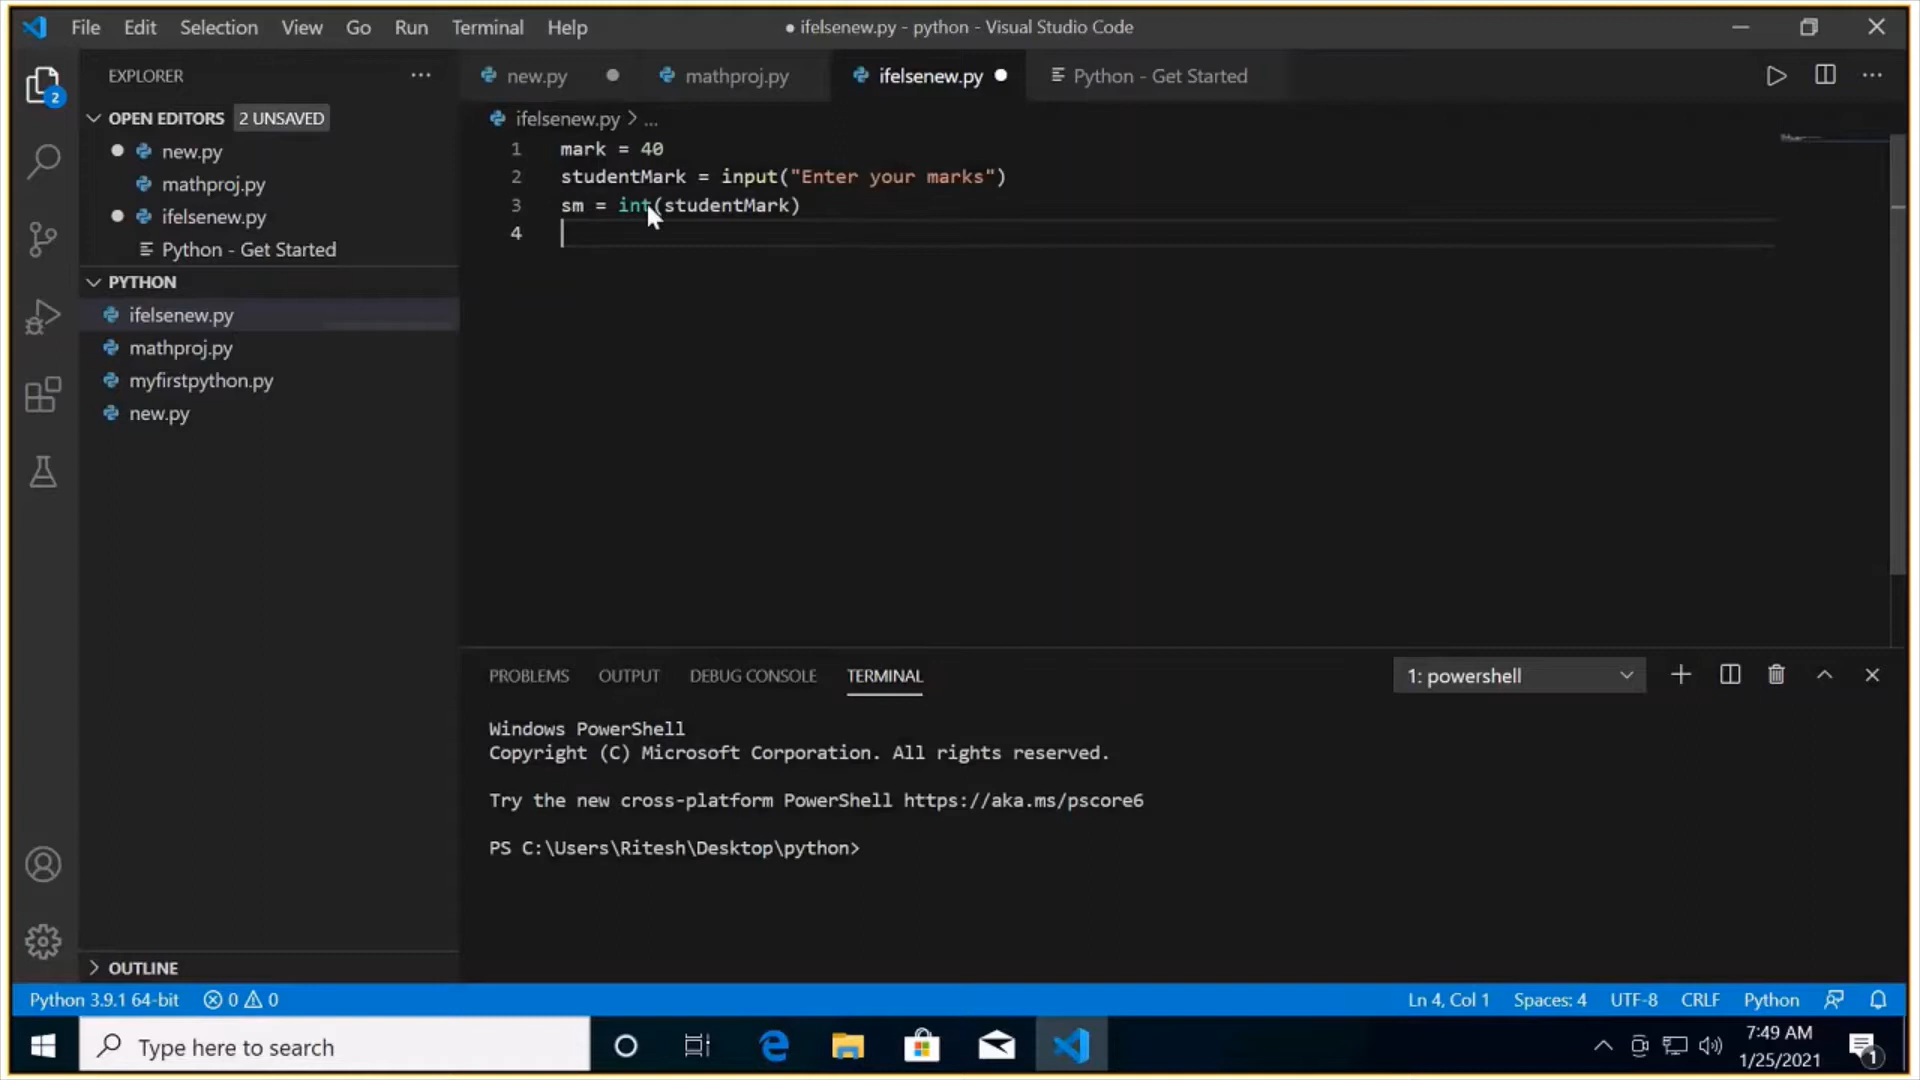 File Edit Selection View Go Run Terminal Help
● ifelsenew.py - python - Visual Studio Code
EXPLORER
OPEN EDITORS 2 UNSAVED
new.py
mathproj.py
ifelsenew.py
Python - Get Started
PYTHON
ifelsenew.py
mathproj.py
myfirstpython.py
new.py
OUTLINE
2
new.py mathproj.py ifelsenew.py Python - Get Started
ifelsenew.py > ...
1 mark = 40
2 studentMark = input("Enter your marks")
3 sm = int(studentMark)
4
PROBLEMS OUTPUT DEBUG CONSOLE TERMINAL
1: powershell
Windows PowerShell
Copyright (C) Microsoft Corporation. All rights reserved.
Try the new cross-platform PowerShell https://aka.ms/pscore6
PS C:\Users\Ritesh\Desktop\python>
Python 3.9.1 64-bit 0 0
Ln 4, Col 1 Spaces: 4 UTF-8 CRLF Python
Type here to search
7:49 AM
1/25/2021
1